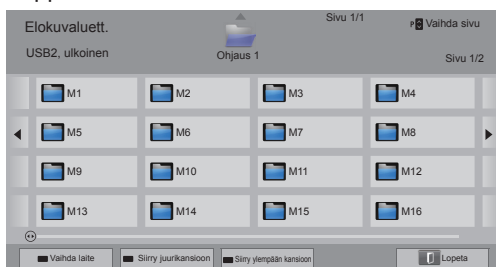 Elokuvaluett.
Sivu 1/1
P Vaihda sivu
USB2, ulkoinen
Ohjaus 1
Sivu 1/2
M1 M2 M3 M4
M5 M6 M7 M8
M9 M10 M11 M12
M13 M14 M15 M16
Vaihda laite Siirry juurikansioon Siirry ylempään kansioon Lopeta